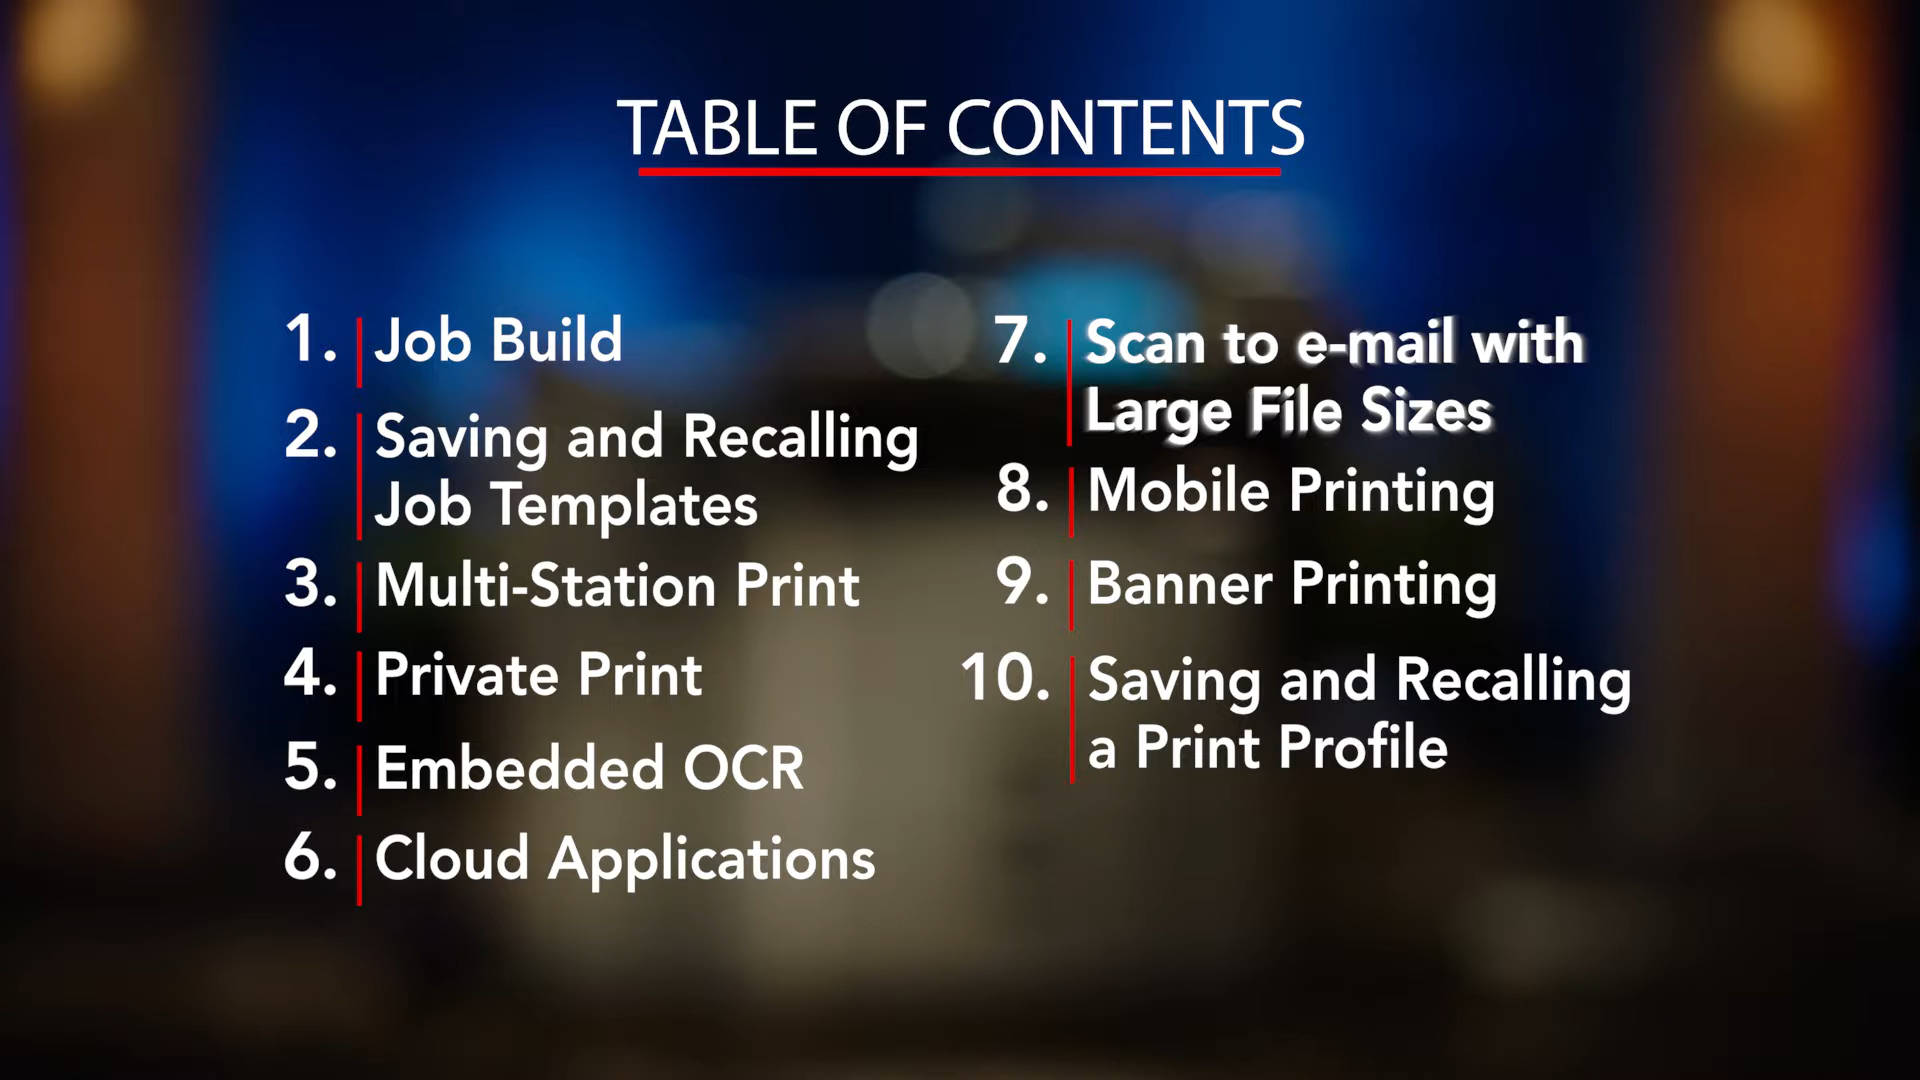 TABLE OF CONTENTS
1. Job Build
2. Saving and Recalling
Job Templates
3. Multi-Station Print
4. Private Print
5. Embedded OCR
6. Cloud Applications
7. Scan to e-mail with
Large File Sizes
8. Mobile Printing
9. Banner Printing
10. Saving and Recalling
a Print Profile